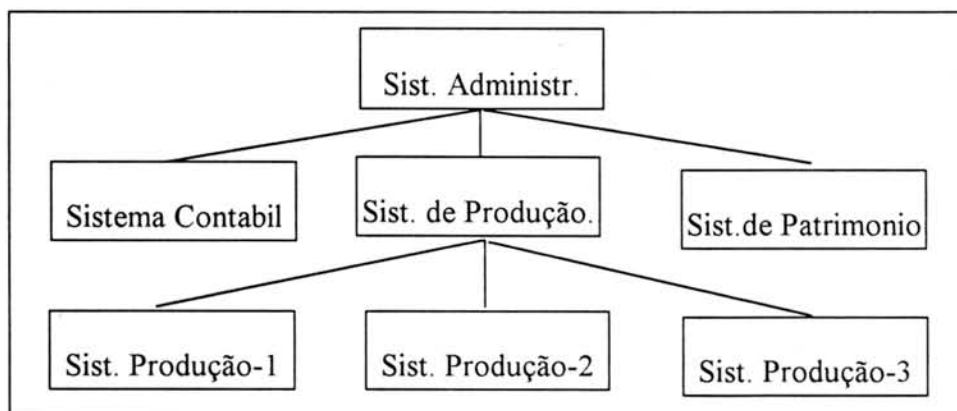 Sist. Administr.
Sistema Contabil
Sist. de Produção.
Sist.de Patrimonio
Sist. Produção-1
Sist. Produção-2
Sist. Produção-3